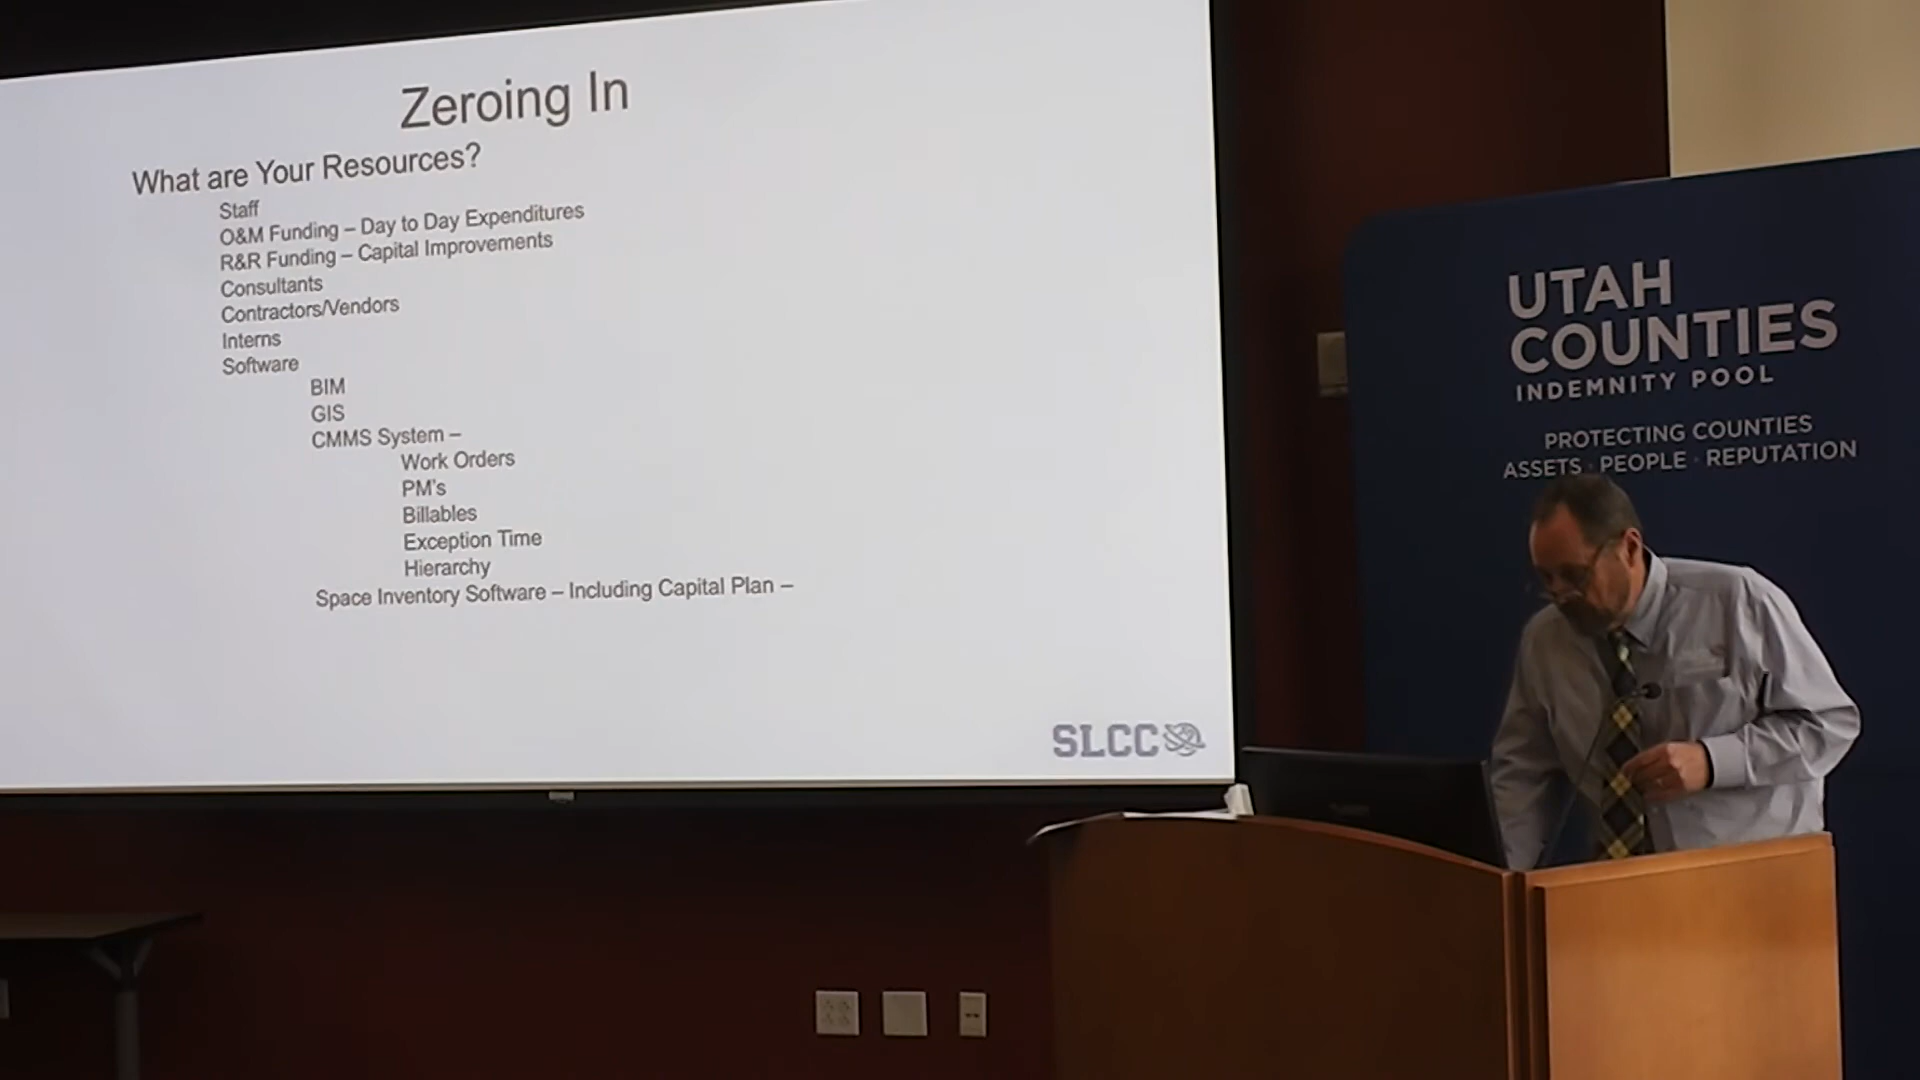 Zeroing In
What are Your Resources?
Staff
O&M Funding – Day to Day Expenditures
R&R Funding – Capital Improvements
Consultants
Contractors/Vendors
Interns
Software
BIM
GIS
CMMS System –
Work Orders
PM's
Billables
Exception Time
Hierarchy
Space Inventory Software – Including Capital Plan –
SLCC
UTAH
COUNTIES
INDEMNITY POOL
PROTECTING COUNTIES
ASSETS · PEOPLE · REPUTATION